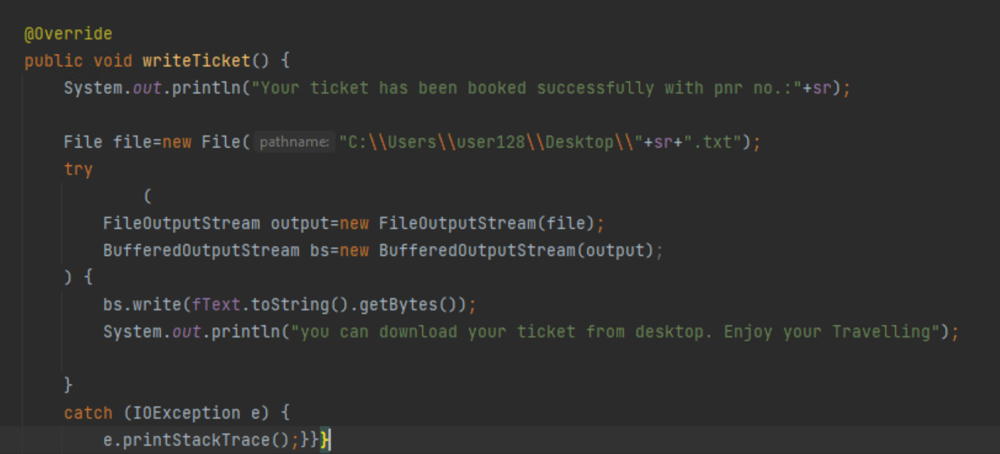 @Override
public void writeTicket() {
System.out.println("Your ticket has been booked successfully with pnr no.:"+sr);
File file=new File( pathname: "C:\\Users\\user128\\Desktop\\"+sr+".txt");
try
(
FileOutputStream output=new FileOutputStream(file);
BufferedOutputStream bs=new BufferedOutputStream(output);
) {
bs.write(fText.toString().getBytes());
System.out.println("you can download your ticket from desktop. Enjoy your Travelling");
}
catch (IOException e) {
e.printStackTrace();}}}